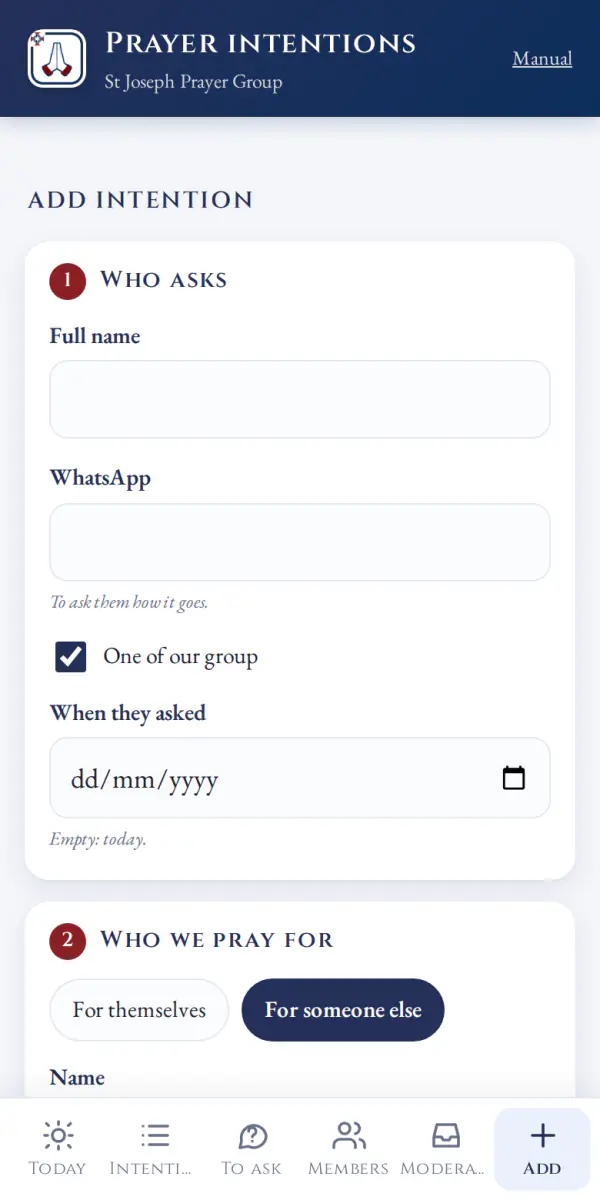 Prayer intentions
St Joseph Prayer Group
Manual
Add intention
1 Who asks
Full name
WhatsApp
To ask them how it goes.
One of our group
When they asked
dd/mm/yyyy
Empty: today.
2 Who we pray for
For themselves For someone else
Name
Today Intenti... To ask Members Modera... Add